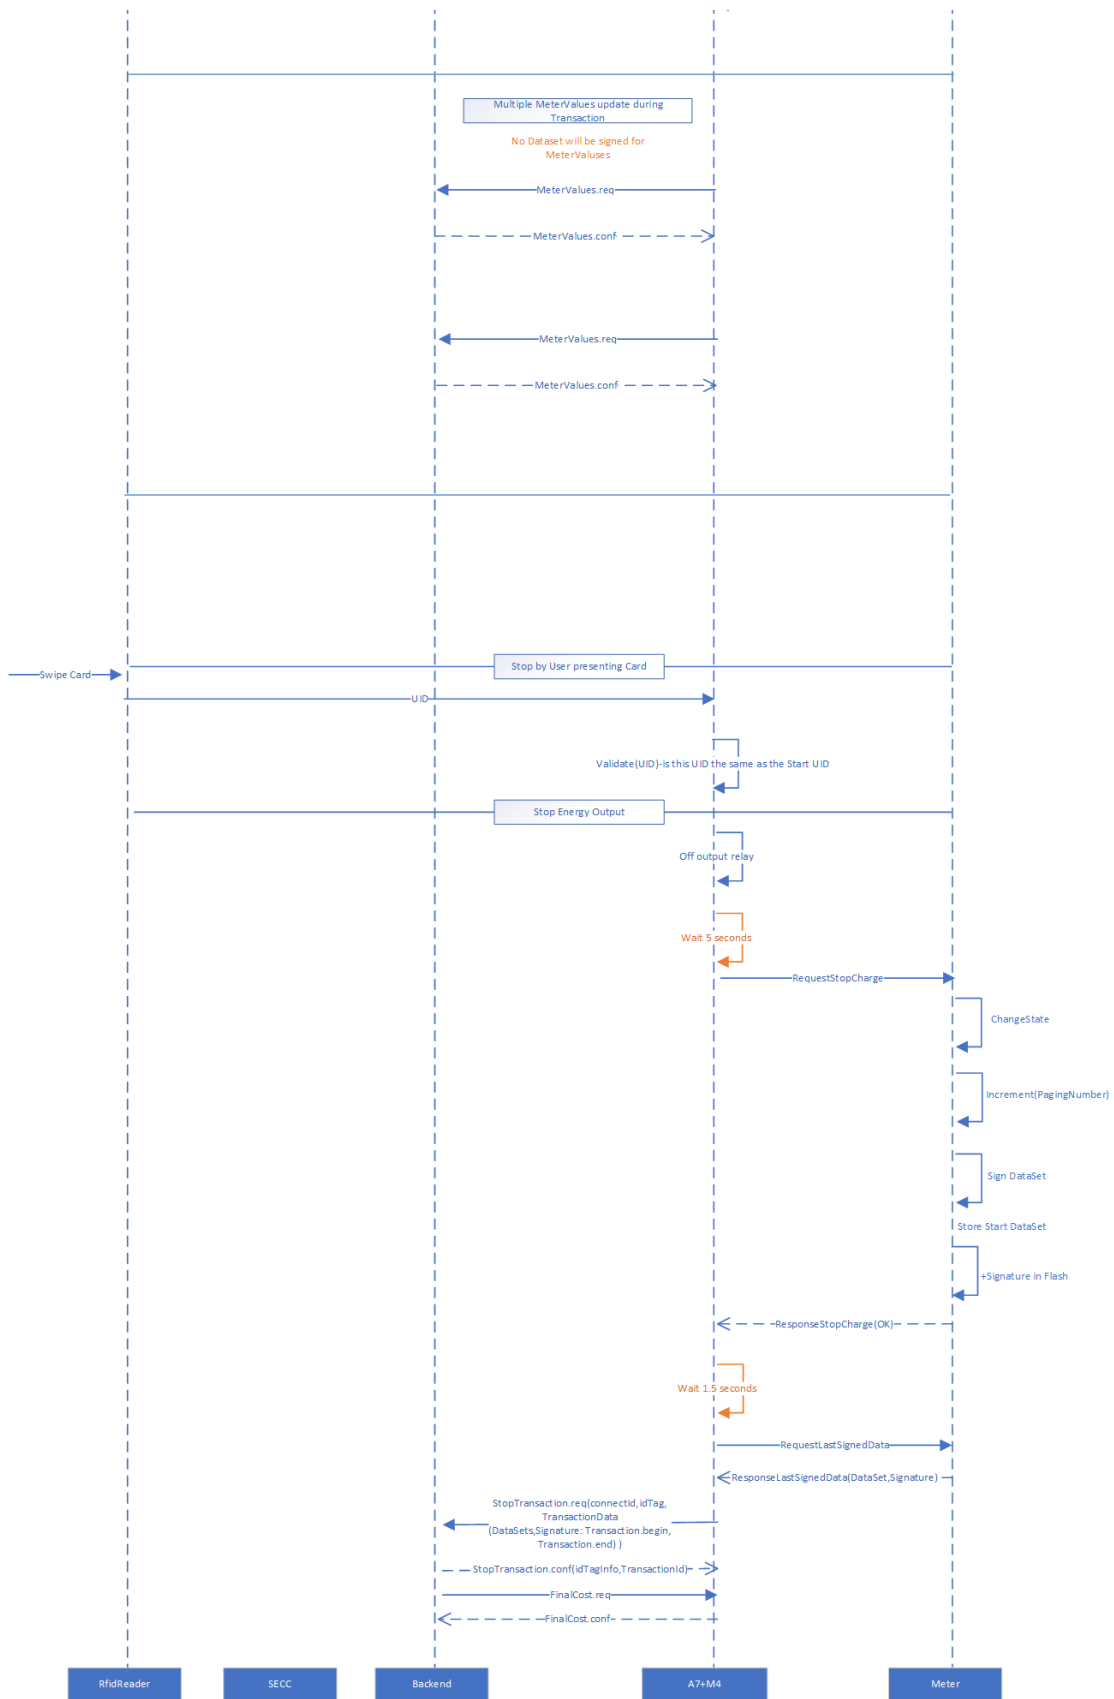 Multiple MeterValues update during
Transaction
No Dataset will be signed for
MeterValuses
MeterValues.req
MeterValues.conf
MeterValues.req
MeterValues.conf
Stop by User presenting Card
Swipe Card
UID
Validate(UID)-is this UID the same as the Start UID
Stop Energy Output
Off output relay
Wait 5 seconds
RequestStopCharge
ChangeState
Increment(PagingNumber)
Sign DataSet
Store Start DataSet
+Signature in Flash
ResponseStopCharge(OK)
Wait 1.5 seconds
RequestLastSignedData
ResponseLastSignedData(DataSet,Signature)
StopTransaction.req(connectId,idTag,
TransactionData
(DataSets,Signature: Transaction.begin,
Transaction.end) )
StopTransaction.conf(idTagInfo,TransactionId)
FinalCost.req
FinalCost.conf
RfidReader
SECC
Backend
A7+M4
Meter